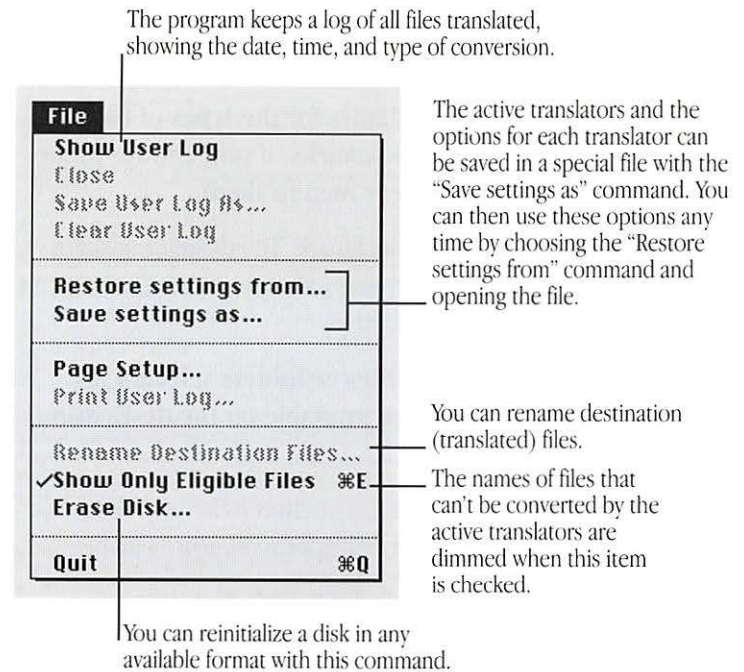 The program keeps a log of all files translated,
showing the date, time, and type of conversion.
File
Show User Log
Close
Save User Log As...
Clear User Log
Restore settings from...
Save settings as...
Page Setup...
Print User Log...
Rename Destination Files...
✓Show Only Eligible Files ⌘E
Erase Disk...
Quit ⌘Q
The active translators and the
options for each translator can
be saved in a special file with the
“Save settings as” command. You
can then use these options any
time by choosing the “Restore
settings from” command and
opening the file.
You can rename destination
(translated) files.
The names of files that
can’t be converted by the
active translators are
dimmed when this item
is checked.
You can reinitialize a disk in any
available format with this command.